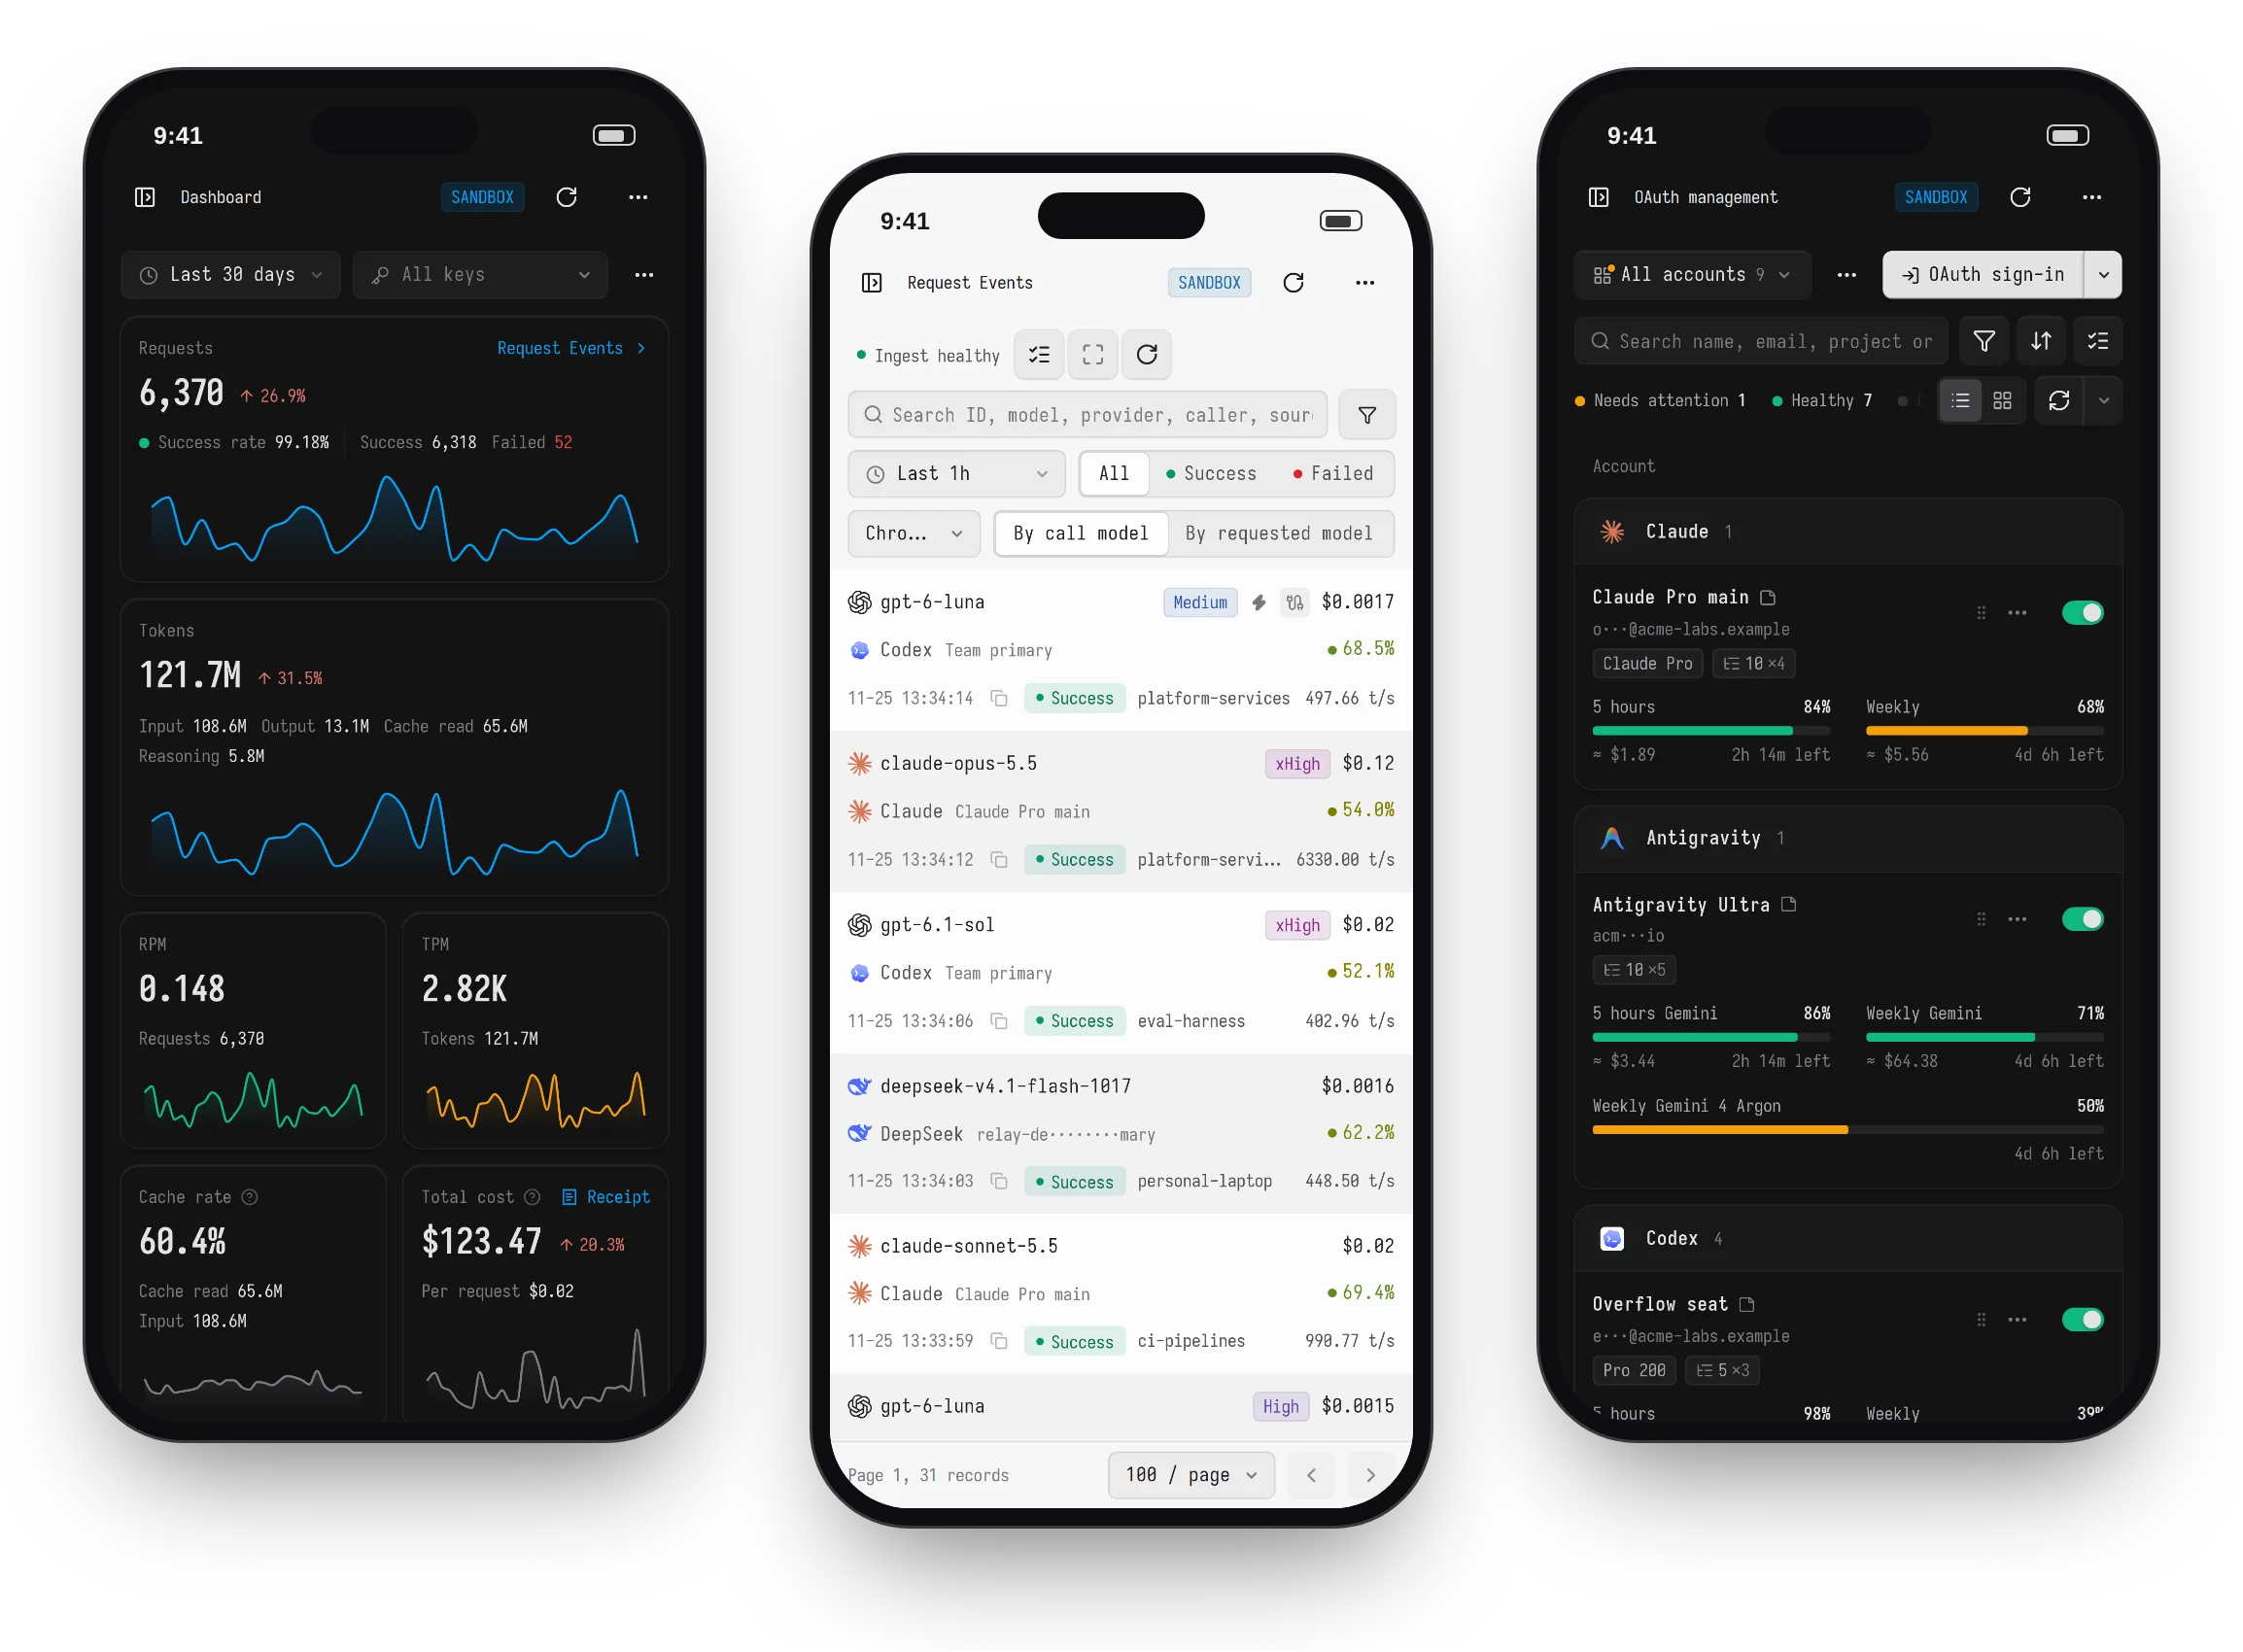 9:41
Dashboard SANDBOX
Last 30 days All keys
Requests Request Events
6,370 ↑ 26.9%
Success rate 99.18% Success 6,318 Failed 52
Tokens
121.7M ↑ 31.5%
Input 108.6M Output 13.1M Cache read 65.6M
Reasoning 5.8M
RPM
0.148
Requests 6,370
TPM
2.82K
Tokens 121.7M
Cache rate
60.4%
Cache read 65.6M
Input 108.6M
Total cost Receipt
$123.47 ↑ 20.3%
Per request $0.02
9:41
Request Events SANDBOX
Ingest healthy
Search ID, model, provider, caller, sour
Last 1h All Success Failed
Chro... By call model By requested model
gpt-6-luna Medium $0.0017
Codex Team primary 68.5%
11-25 13:34:14 Success platform-services 497.66 t/s
claude-opus-5.5 xHigh $0.12
Claude Claude Pro main 54.0%
11-25 13:34:12 Success platform-servi... 6330.00 t/s
gpt-6.1-sol xHigh $0.02
Codex Team primary 52.1%
11-25 13:34:06 Success eval-harness 402.96 t/s
deepseek-v4.1-flash-1017 $0.0016
DeepSeek relay-de········mary 62.2%
11-25 13:34:03 Success personal-laptop 448.50 t/s
claude-sonnet-5.5 $0.02
Claude Claude Pro main 69.4%
11-25 13:33:59 Success ci-pipelines 990.77 t/s
gpt-6-luna High $0.0015
Page 1, 31 records 100 / page
9:41
OAuth management SANDBOX
All accounts 9 OAuth sign-in
Search name, email, project or
Needs attention 1 Healthy 7
Account
Claude 1
Claude Pro main
o···@acme-labs.example
Claude Pro 10 ×4
5 hours 84% Weekly 68%
≈ $1.89 2h 14m left ≈ $5.56 4d 6h left
Antigravity 1
Antigravity Ultra
acm···io
10 ×5
5 hours Gemini 86% Weekly Gemini 71%
≈ $3.44 2h 14m left ≈ $64.38 4d 6h left
Weekly Gemini 4 Argon 50%
4d 6h left
Codex 4
Overflow seat
e···@acme-labs.example
Pro 200 5 ×3
5 hours 98% Weekly 39%